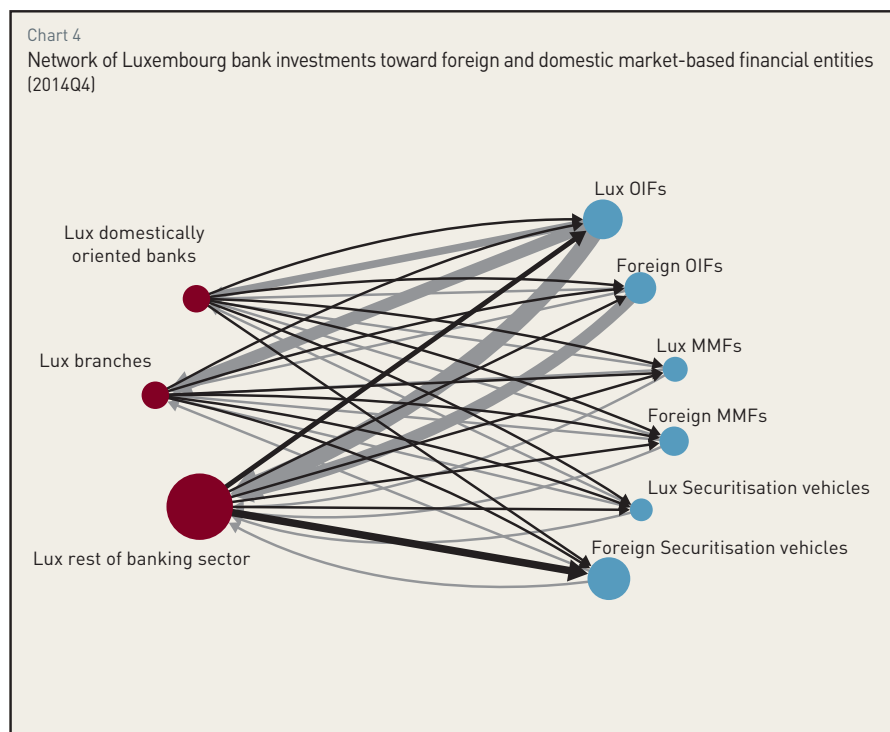 Chart 4
Network of Luxembourg bank investments toward foreign and domestic market-based financial entities
(2014Q4)
Lux OIFs
Lux domestically
oriented banks
Foreign OIFs
Lux MMFs
Lux branches
Foreign MMFs
Lux Securitisation vehicles
Foreign Securitisation vehicles
Lux rest of banking sector